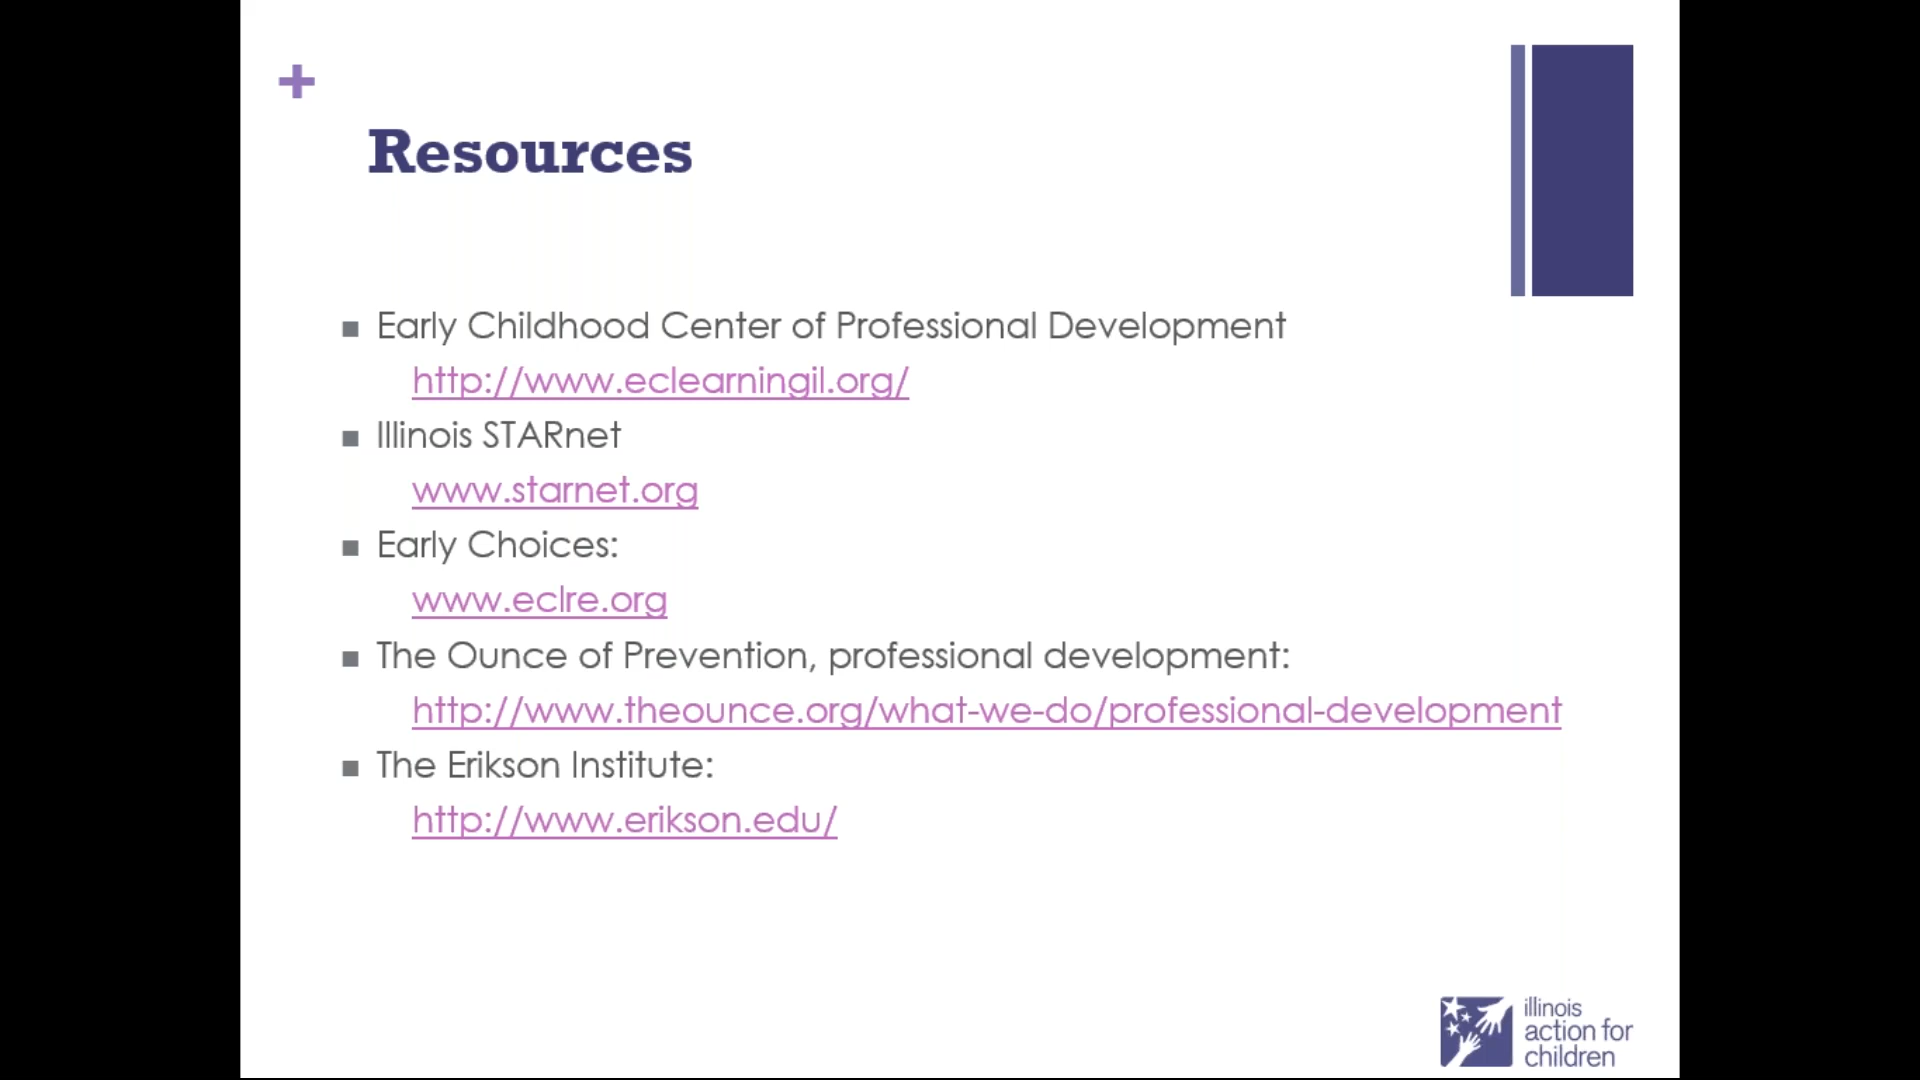 +
Resources
Early Childhood Center of Professional Development
http://www.eclearningil.org/
Illinois STARnet
www.starnet.org
Early Choices:
www.eclre.org
The Ounce of Prevention, professional development:
http://www.theounce.org/what-we-do/professional-development
The Erikson Institute:
http://www.erikson.edu/
illinois
action for
children